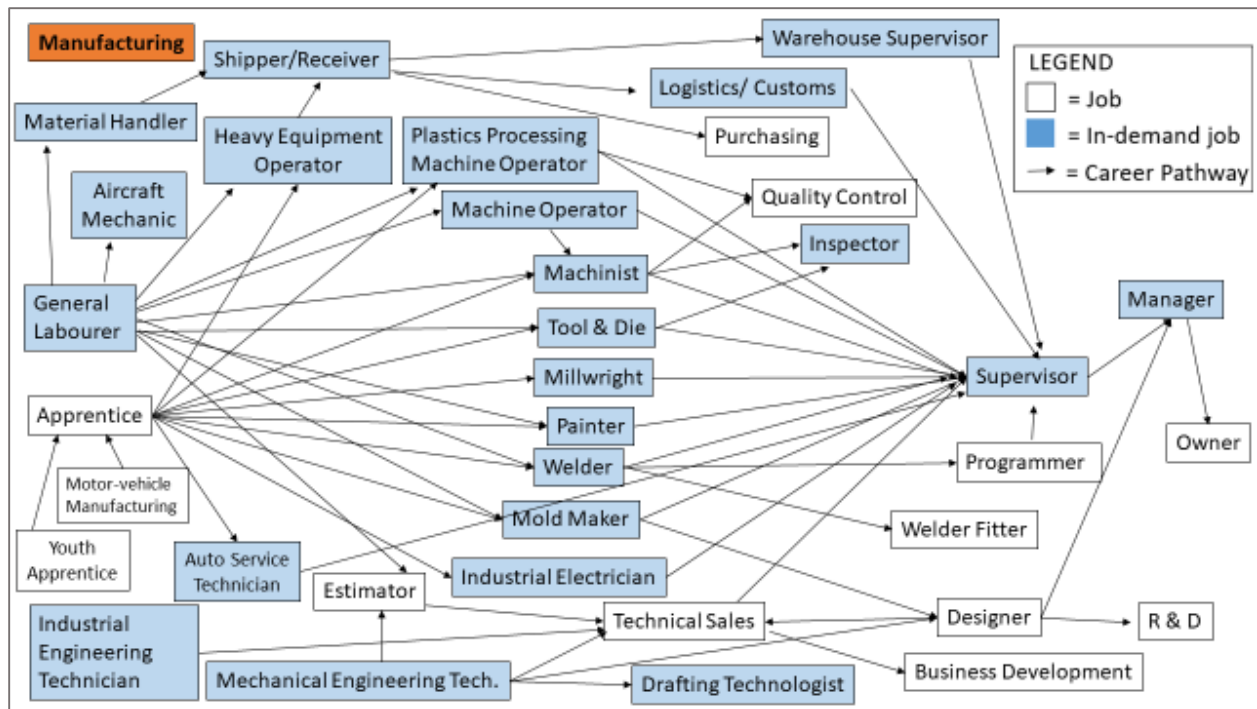 Manufacturing
Shipper/Receiver
Warehouse Supervisor
LEGEND
= Job
= In-demand job
= Career Pathway
Logistics/ Customs
Material Handler
Heavy Equipment
Operator
Plastics Processing
Machine Operator
Purchasing
Aircraft
Mechanic
Quality Control
Machine Operator
Inspector
Machinist
General
Labourer
Manager
Tool & Die
Millwright
Supervisor
Apprentice
Painter
Owner
Welder
Programmer
Motor-vehicle
Manufacturing
Mold Maker
Welder Fitter
Youth
Apprentice
Auto Service
Technician
Industrial Electrician
Estimator
Technical Sales
Designer
R & D
Industrial
Engineering
Technician
Mechanical Engineering Tech.
Drafting Technologist
Business Development